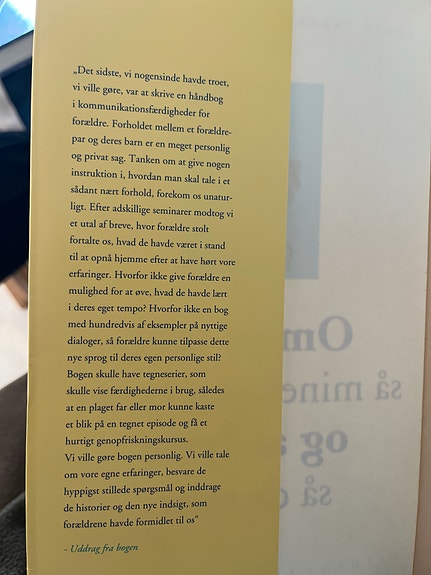 „Det sidste, vi nogensinde havde troet,
vi ville gøre, var at skrive en håndbog
i kommunikationsfærdigheder for
forældre. Forholdet mellem et forældre-
par og deres barn er en meget personlig
og privat sag. Tanken om at give nogen
instruktion i, hvordan man skal tale i et
sådant nært forhold, forekom os unatur-
ligt. Efter adskillige seminarer modtog vi
et utal af breve, hvor forældre stolt
fortalte os, hvad de havde været i stand
til at opnå hjemme efter at have hørt vore
erfaringer. Hvorfor ikke give forældre en
mulighed for at øve, hvad de havde lært
i deres eget tempo? Hvorfor ikke en bog
med hundredvis af eksempler på nyttige
dialoger, så forældre kunne tilpasse dette
nye sprog til deres egen personlige stil?
Bogen skulle have tegneserier, som
skulle vise færdighederne i brug, således
at en plaget far eller mor kunne kaste
et blik på en tegnet episode og få et
hurtigt genopfriskningskursus.
Vi ville gøre bogen personlig. Vi ville tale
om vore egne erfaringer, besvare de
hyppigst stillede spørgsmål og inddrage
de historier og den nye indsigt, som
forældrene havde formidlet til os“
- Uddrag fra bogen
Om
så mine
og
så